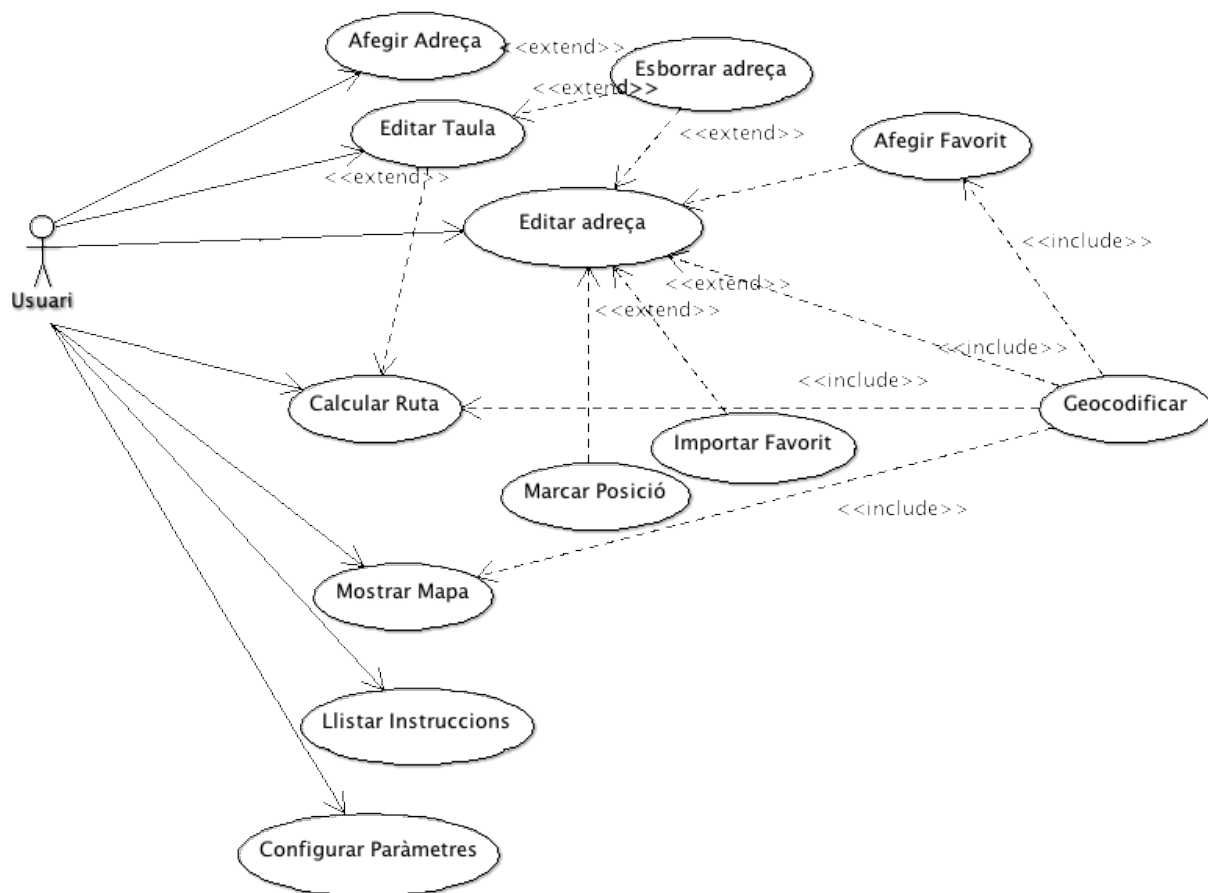 Afegir Adreça
<<extend>>
Esborrar adreça
<<extend>>
Editar Taula
<<extend>>
Afegir Favorit
<<extend>>
Editar adreça
<<include>>
<<extend>>
Usuari
<<extend>>
<<include>>
<<include>>
Calcular Ruta
Geocodificar
Importar Favorit
Marcar Posició
<<include>>
Mostrar Mapa
Llistar Instruccions
Configurar Paràmetres